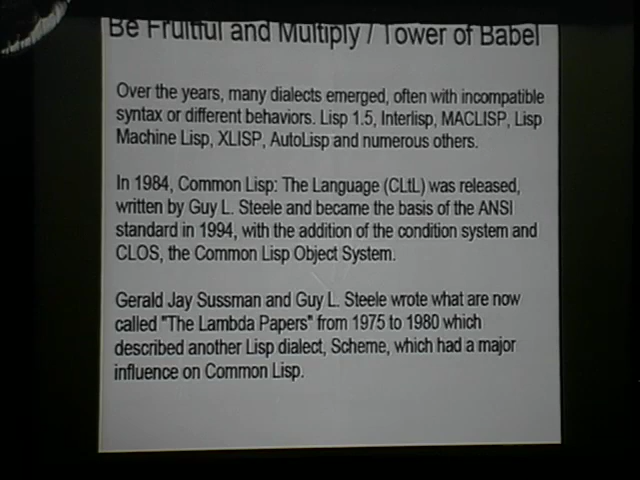 Be Fruitful and Multiply / Tower of Babel
Over the years, many dialects emerged, often with incompatible
syntax or different behaviors. Lisp 1.5, Interlisp, MACLISP, Lisp
Machine Lisp, XLISP, AutoLisp and numerous others.
In 1984, Common Lisp: The Language (CLtL) was released,
written by Guy L. Steele and became the basis of the ANSI
standard in 1994, with the addition of the condition system and
CLOS, the Common Lisp Object System.
Gerald Jay Sussman and Guy L. Steele wrote what are now
called "The Lambda Papers" from 1975 to 1980 which
described another Lisp dialect, Scheme, which had a major
influence on Common Lisp.